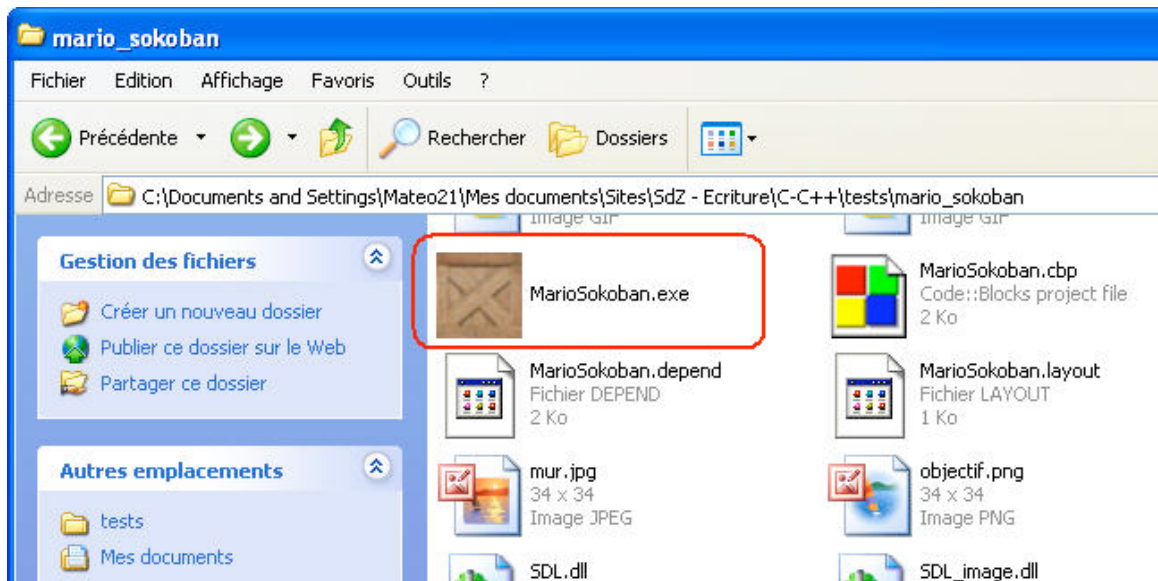 mario_sokoban
Fichier Edition Affichage Favoris Outils ?
Précédente Rechercher Dossiers
Adresse C:\Documents and Settings\Mateo21\Mes documents\Sites\SdZ - Ecriture\C-C++\tests\mario_sokoban
Image GIF Image GIF
Gestion des fichiers
Créer un nouveau dossier
Publier ce dossier sur le Web
Partager ce dossier
Autres emplacements
tests
Mes documents
MarioSokoban.exe
MarioSokoban.cbp
Code::Blocks project file
2 Ko
MarioSokoban.depend
Fichier DEPEND
2 Ko
MarioSokoban.layout
Fichier LAYOUT
1 Ko
mur.jpg
34 x 34
Image JPEG
objectif.png
34 x 34
Image PNG
SDL.dll
SDL_image.dll